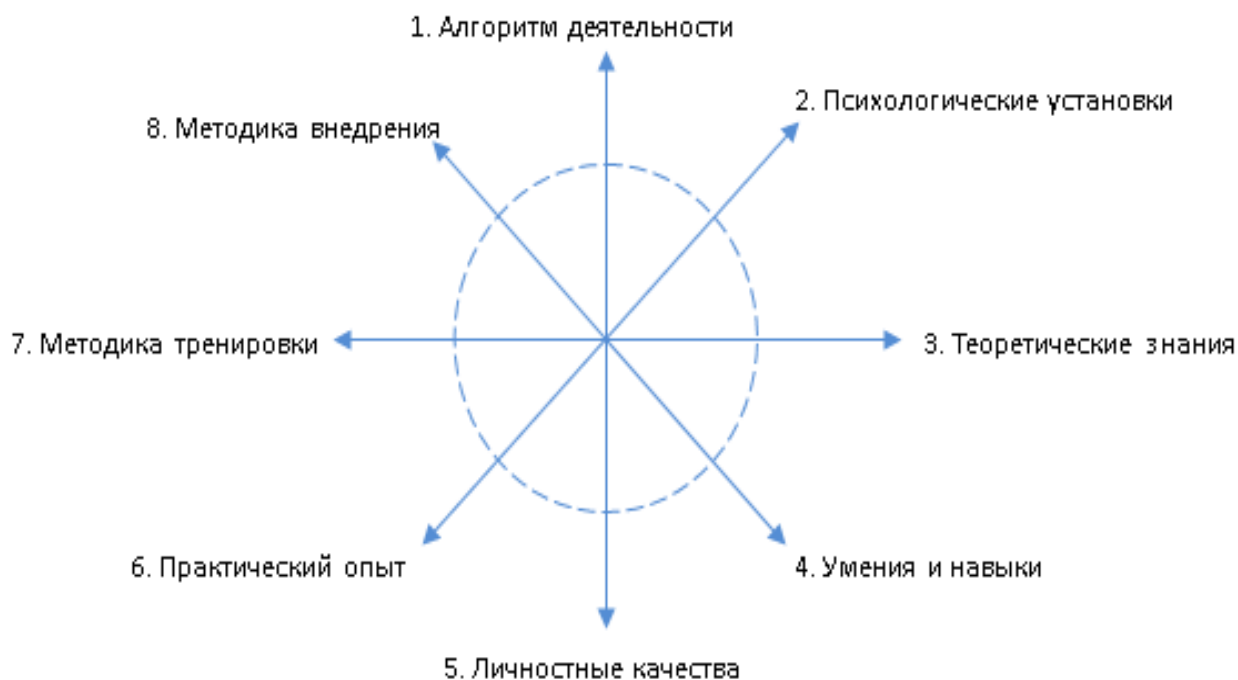 1. Алгоритм деятельности
2. Психологические установки
8. Методика внедрения
7. Методика тренировки
3. Теоретические знания
6. Практический опыт
4. Умения и навыки
5. Личностные качества